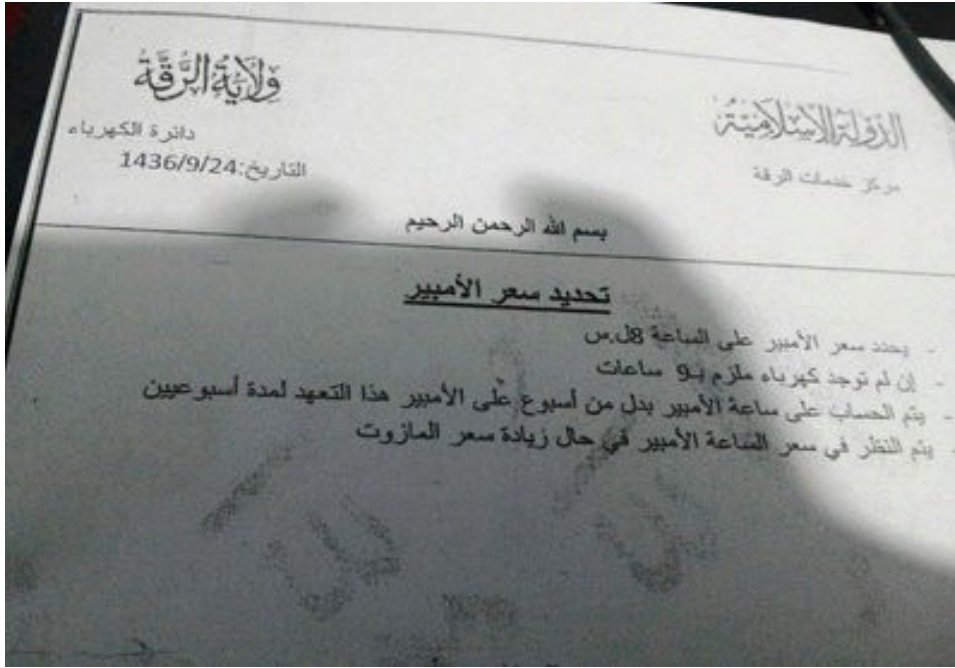 الدولة الإسلامية
مركز خدمات الرقة
ولاية الرقة
دائرة الكهرباء
التاريخ:1436/9/24
بسم الله الرحمن الرحيم
تحديد سعر الأمبير
- يحدد سعر الأمبير على الساعة 8ل.س
- إن لم توجد كهرباء ملزم بـ9 ساعات
- يتم الحساب على ساعة الأمبير بدل من أسبوع على الأمبير هذا التعهد لمدة أسبوعيين
- يتم النظر في سعر الساعة الأمبير في حال زيادة سعر المازوت